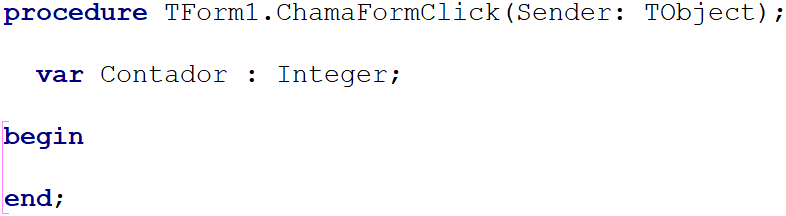 procedure TForm1.ChamaFormClick(Sender: TObject);
var Contador : Integer;
begin
end;